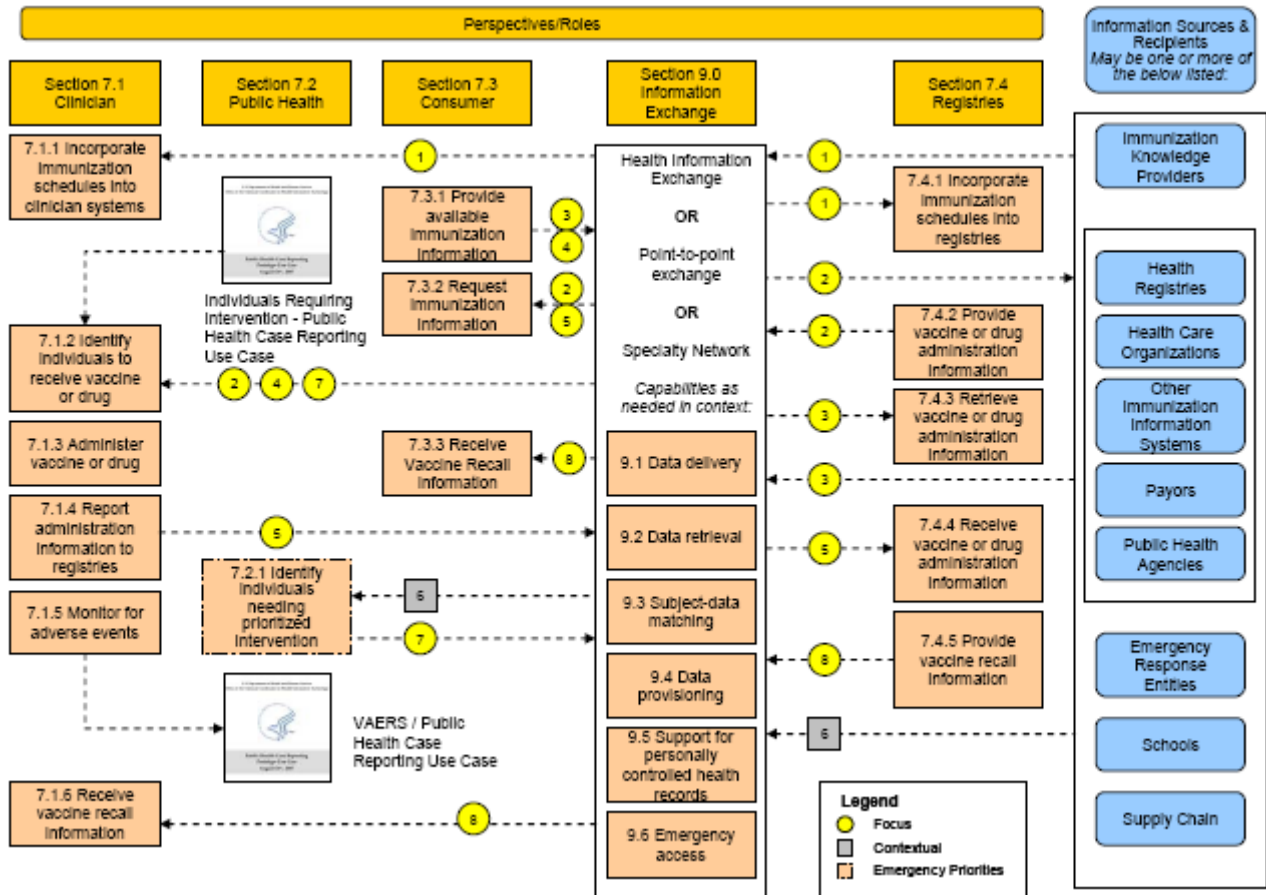 Perspectives/Roles
Information Sources &
Recipients
May be one or more of
the below listed:
Section 7.1
Clinician
Section 7.2
Public Health
Section 7.3
Consumer
Section 9.0
Information
Exchange
Section 7.4
Registries
7.1.1 Incorporate
Immunization
schedules into
clinician systems
1
Health Information
Exchange
OR
Point-to-point
exchange
OR
Specialty Network
Capabilities as
needed in context:
1
1
7.4.1 Incorporate
Immunization
schedules into
registries
Immunization
Knowledge
Providers
Public Health Case Reporting
7.3.1 Provide
available
Immunization
Information
3
4
7.3.2 Request
Immunization
Information
2
5
2
Health
Registries
Individuals Requiring
Intervention - Public
Health Case Reporting
Use Case
7.1.2 Identify
Individuals to
receive vaccine
or drug
2
4
7
2
7.4.2 Provide
vaccine or drug
administration
Information
Health Care
Organizations
3
7.4.3 Retrieve
vaccine or drug
administration
Information
Other
Immunization
Information
Systems
7.1.3 Administer
vaccine or drug
7.3.3 Receive
Vaccine Recall
Information
8
9.1 Data delivery
3
Payors
7.1.4 Report
administration
Information to
registries
5
9.2 Data retrieval
5
7.4.4 Receive
vaccine or drug
administration
Information
Public Health
Agencies
7.2.1 Identify
Individuals
needing
prioritized
Intervention
6
7
7.1.5 Monitor for
adverse events
9.3 Subject-data
matching
8
7.4.5 Provide
vaccine recall
Information
Emergency
Response
Entities
9.4 Data
provisioning
Public Health Case Reporting
VAERS / Public
Health Case
Reporting Use Case
9.5 Support for
personally
controlled health
records
6
Schools
7.1.6 Receive
vaccine recall
Information
8
9.6 Emergency
access
Supply Chain
Legend
Focus
Contextual
Emergency Priorities